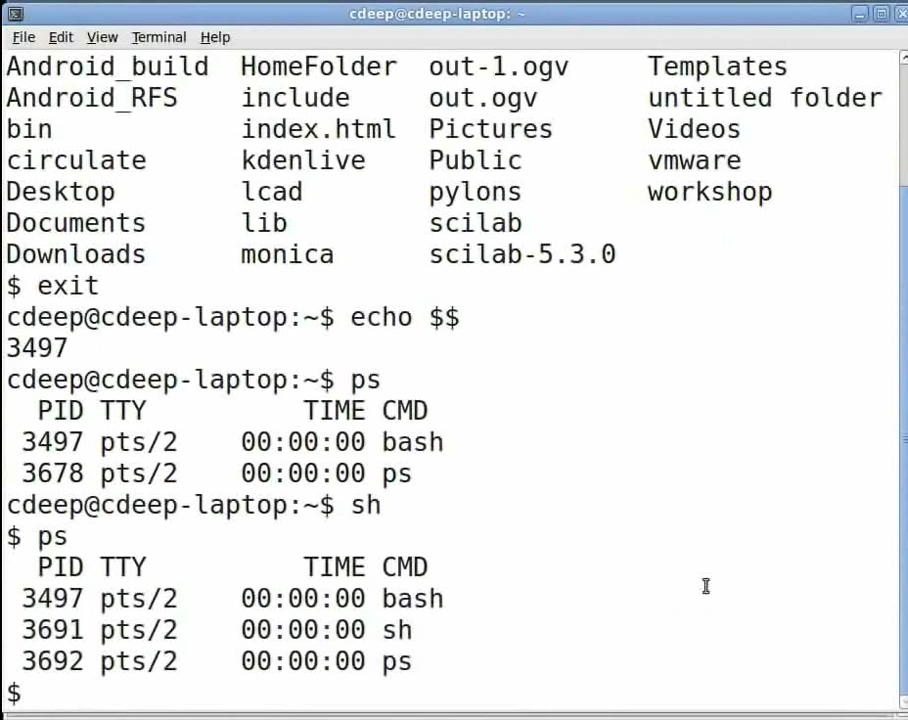 cdeep@cdeep-laptop: ~
File Edit View Terminal Help
Android_build HomeFolder out-1.ogv Templates
Android_RFS include out.ogv untitled folder
bin index.html Pictures Videos
circulate kdenlive Public vmware
Desktop lcad pylons workshop
Documents lib scilab
Downloads monica scilab-5.3.0
$ exit
cdeep@cdeep-laptop:~$ echo $$
3497
cdeep@cdeep-laptop:~$ ps
PID TTY TIME CMD
3497 pts/2 00:00:00 bash
3678 pts/2 00:00:00 ps
cdeep@cdeep-laptop:~$ sh
$ ps
PID TTY TIME CMD
3497 pts/2 00:00:00 bash
3691 pts/2 00:00:00 sh
3692 pts/2 00:00:00 ps
$